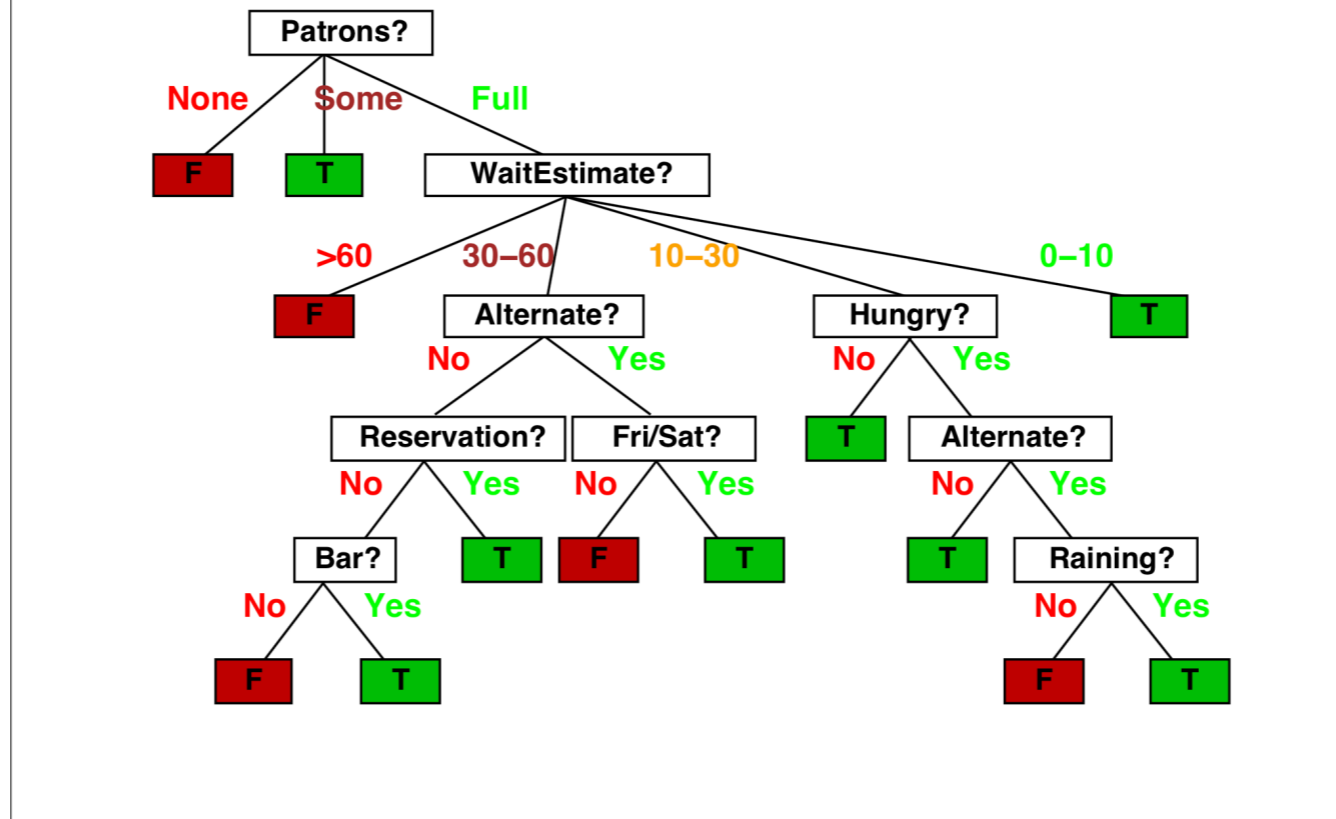 Patrons?
None Some Full
F T WaitEstimate?
>60 30–60 10–30 0–10
F Alternate? Hungry? T
No Yes No Yes
Reservation? Fri/Sat? T Alternate?
No Yes No Yes No Yes
Bar? T F T T Raining?
No Yes No Yes
F T F T